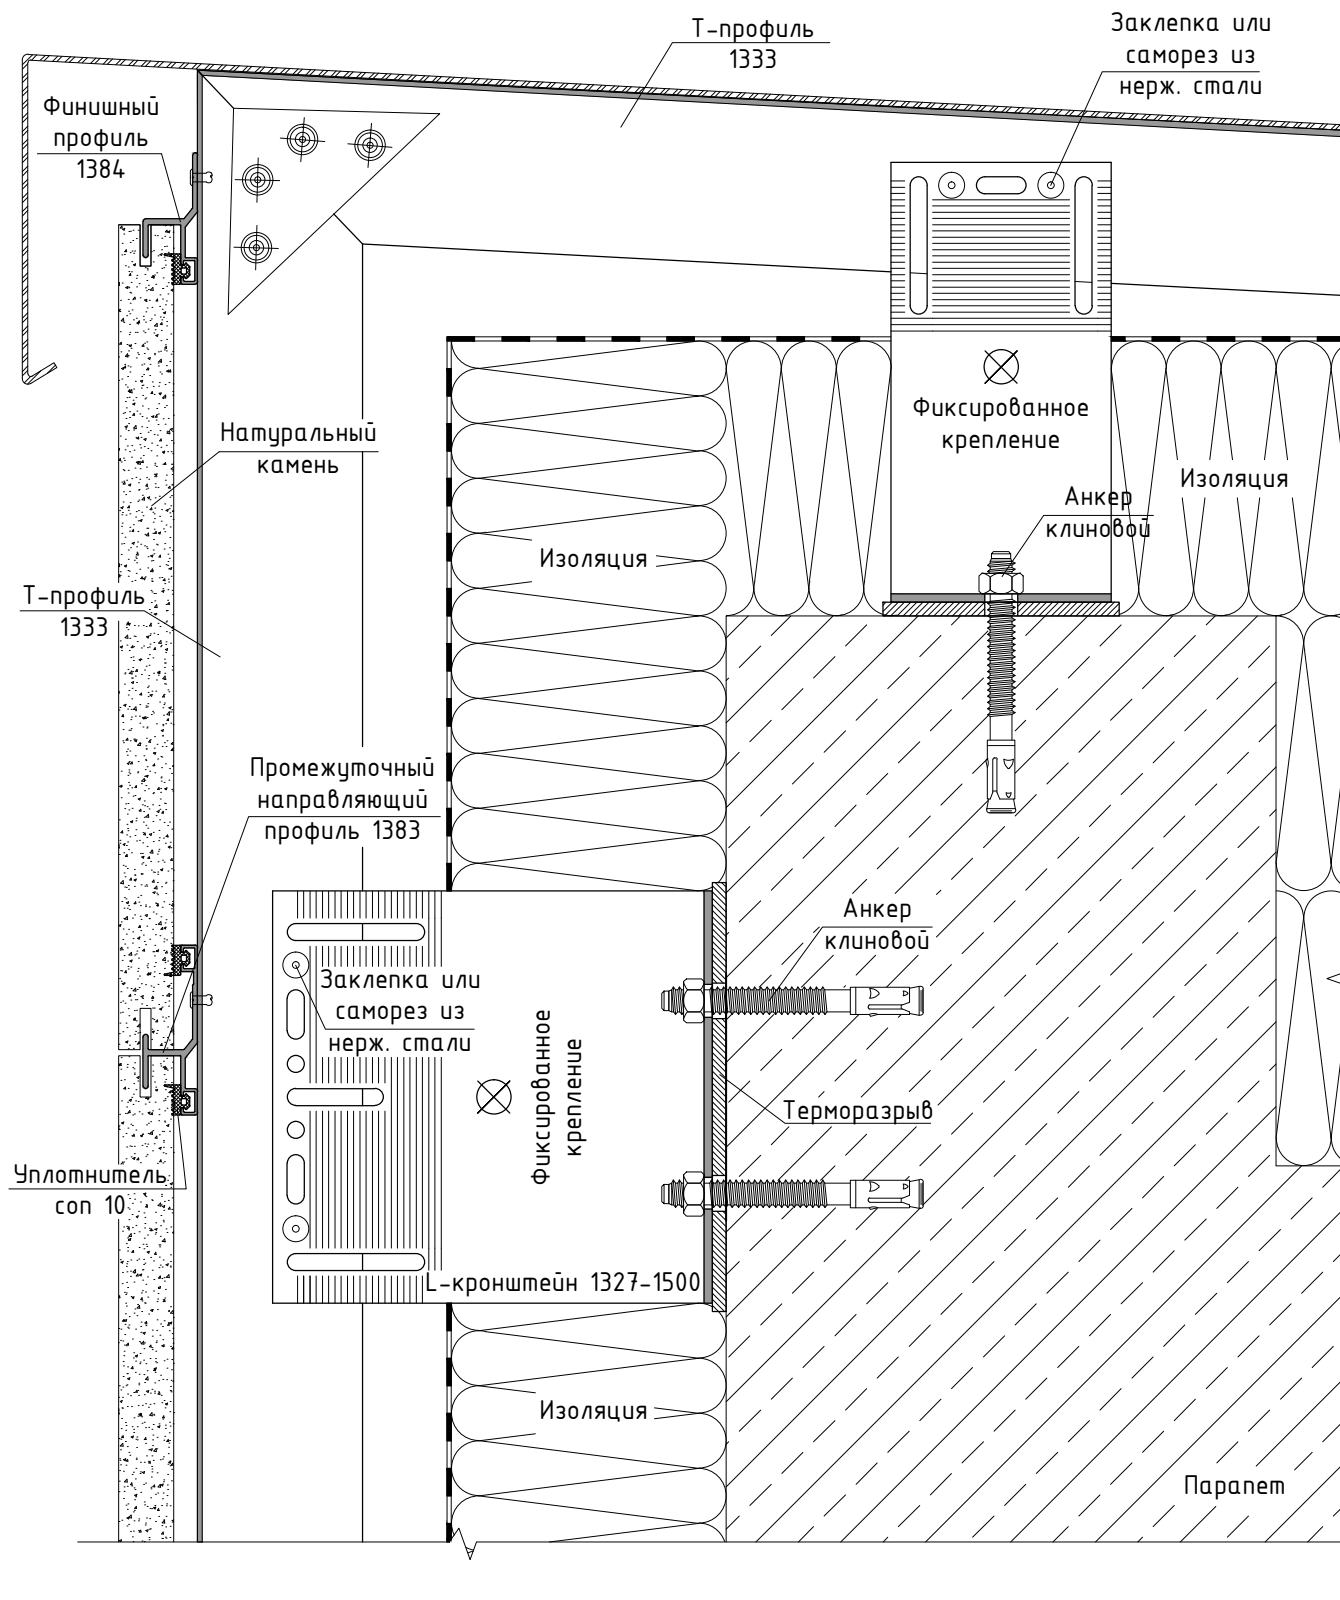 Т-профиль
1333
Заклепка или
саморез из
нерж. стали
Финишный
профиль
1384
Фиксированное
крепление
Натуральный
камень
Изоляция
Анкер
клиновой
Изоляция
Т-профиль
1333
Промежуточный
направляющий
профиль 1383
Анкер
клиновой
Заклепка или
саморез из
нерж. стали
Фиксированное
крепление
Терморазрыв
Уплотнитель
con 10
L-кронштейн 1327-1500
Изоляция
Парапет